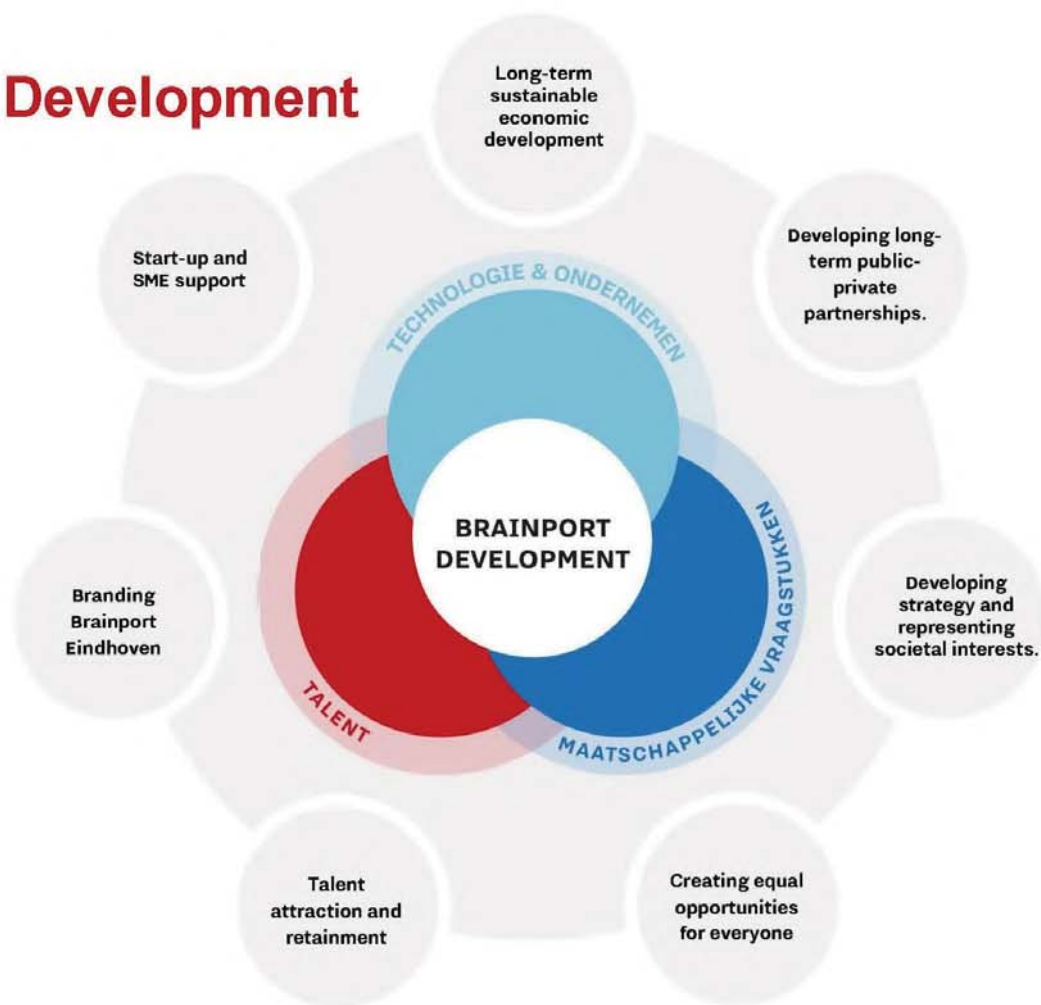 Development
Long-term
sustainable
economic
development
Start-up and
SME support
Developing long-
term public-
private
partnerships.
TECHNOLOGIE & ONDERNEMEN
BRAINPORT
DEVELOPMENT
TALENT
MAATSCHAPPELIJKE VRAAGSTUKKEN
Branding
Brainport
Eindhoven
Developing
strategy and
representing
societal interests.
Talent
attraction and
retainment
Creating equal
opportunities
for everyone